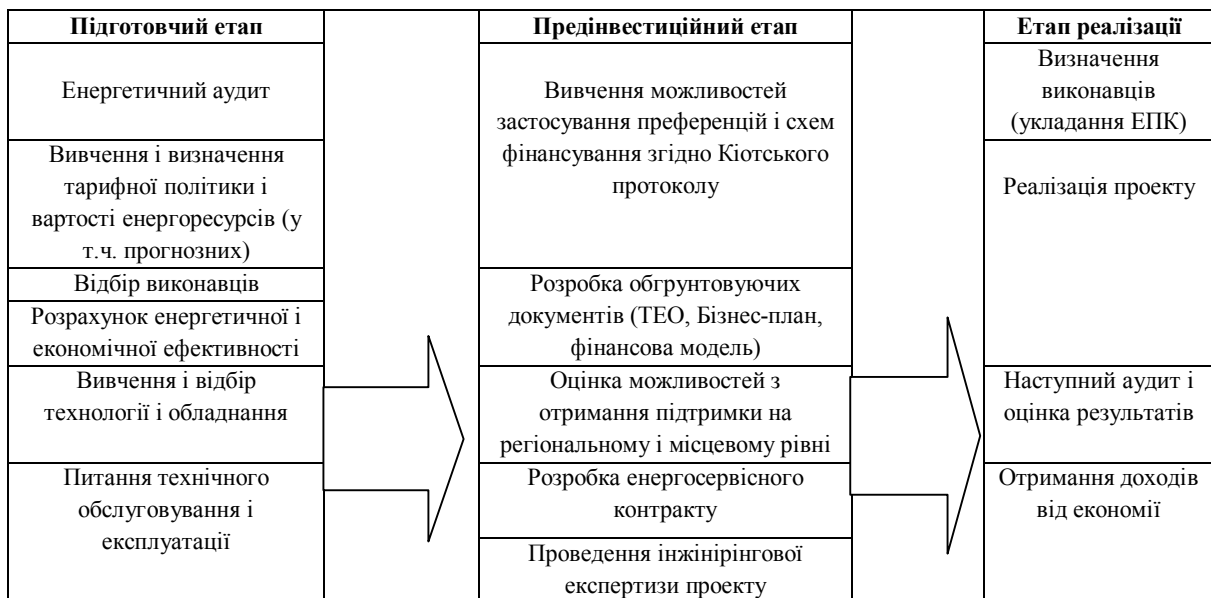 Підготовчий етап
Енергетичний аудит
Вивчення і визначення
тарифної політики і
вартості енергоресурсів (у
т.ч. прогнозних)
Відбір виконавців
Розрахунок енергетичної і
економічної ефективності
Вивчення і відбір
технології і обладнання
Питання технічного
обслуговування і
експлуатації
Предінвестиційний етап
Вивчення можливостей
застосування преференцій і схем
фінансування згідно Кіотського
протоколу
Розробка обгрунтовуючих
документів (ТЕО, Бізнес-план,
фінансова модель)
Оцінка можливостей з
отримання підтримки на
регіональному і місцевому рівні
Розробка енергосервісного
контракту
Проведення інжинірінгової
експертизи проекту
Етап реалізації
Визначення
виконавців
(укладання ЕПК)
Реалізація проекту
Наступний аудит і
оцінка результатів
Отримання доходів
від економії